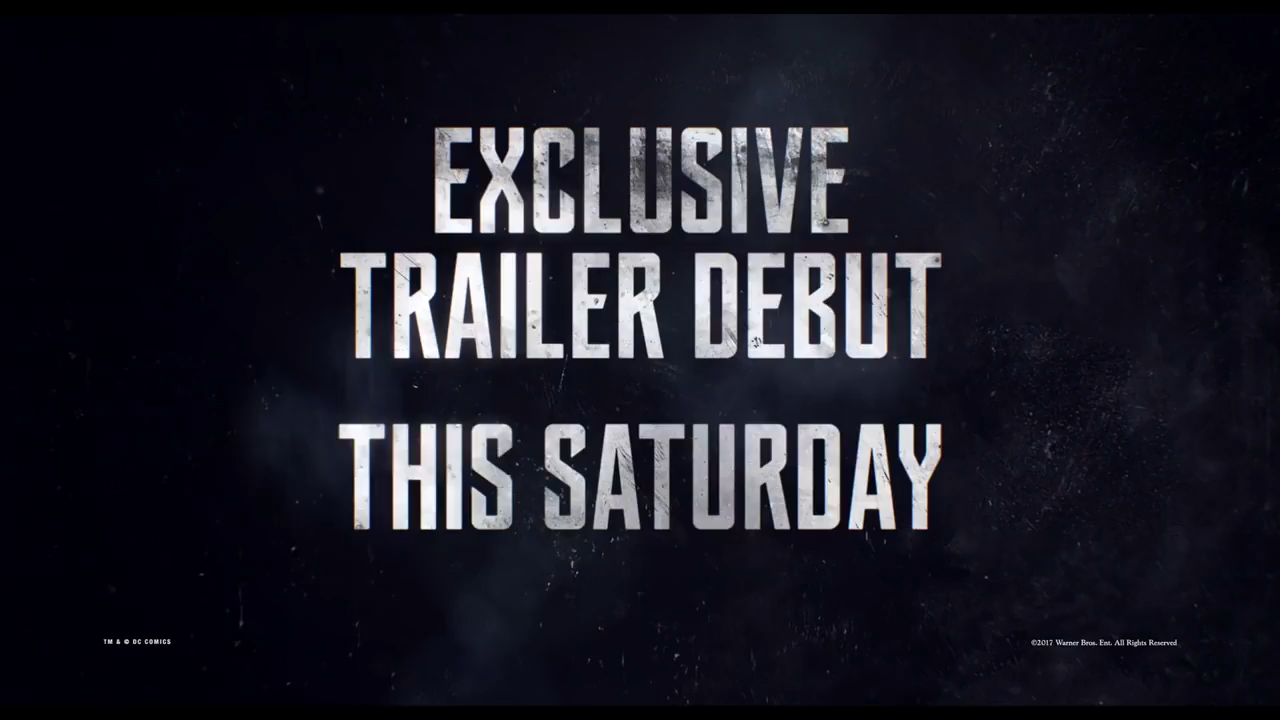 EXCLUSIVE
TRAILER DEBUT
THIS SATURDAY
TM & © DC COMICS
©2017 Warner Bros. Ent. All Rights Reserved